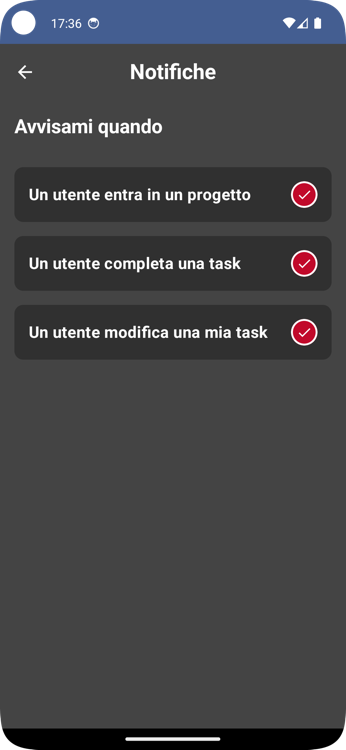 17:36
Notifiche
Avvisami quando
Un utente entra in un progetto
Un utente completa una task
Un utente modifica una mia task